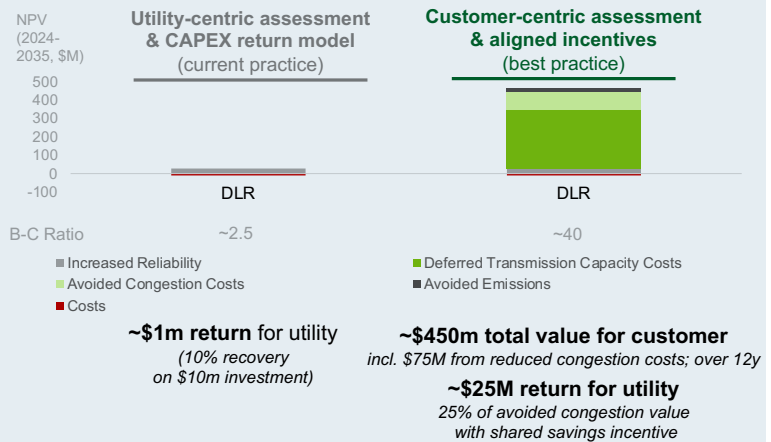 NPV
(2024-
2035, $M)
Utility-centric assessment
& CAPEX return model
(current practice)
Customer-centric assessment
& aligned incentives
(best practice)
500
400
300
200
100
0
-100
DLR
DLR
B-C Ratio
~2.5
~40
Increased Reliability
Deferred Transmission Capacity Costs
Avoided Congestion Costs
Avoided Emissions
Costs
~$1m return for utility
(10% recovery
on $10m investment)
~$450m total value for customer
incl. $75M from reduced congestion costs; over 12y
~$25M return for utility
25% of avoided congestion value
with shared savings incentive